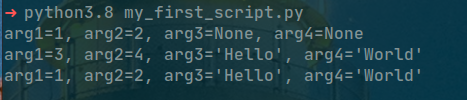 ➜ python3.8 my_first_script.py
arg1=1, arg2=2, arg3=None, arg4=None
arg1=3, arg2=4, arg3='Hello', arg4='World'
arg1=1, arg2=2, arg3='Hello', arg4='World'